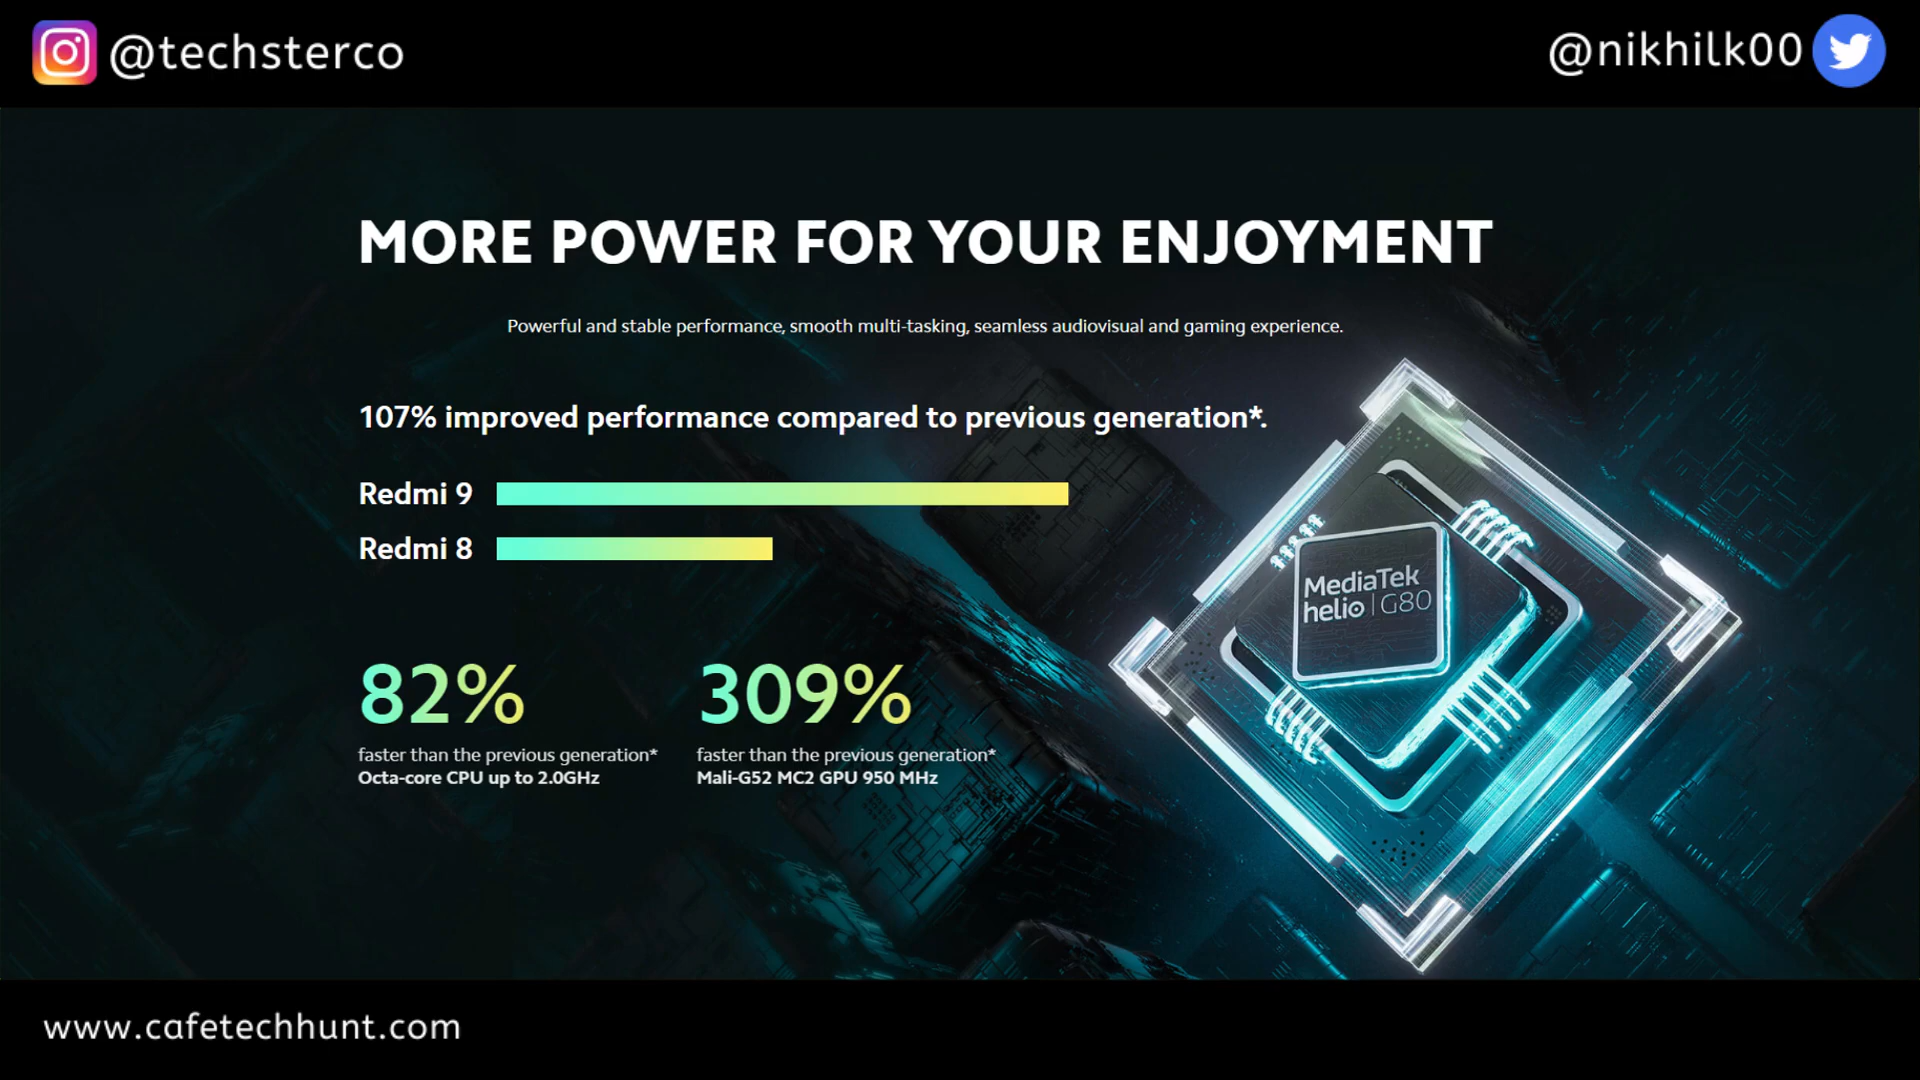 @techsterco
@nikhilk00
MORE POWER FOR YOUR ENJOYMENT
Powerful and stable performance, smooth multi-tasking, seamless audiovisual and gaming experience.
107% improved performance compared to previous generation*.
Redmi 9
Redmi 8
MediaTek
helio G80
82%
faster than the previous generation*
Octa-core CPU up to 2.0GHz
309%
faster than the previous generation*
Mali-G52 MC2 GPU 950 MHz
www.cafetechhunt.com